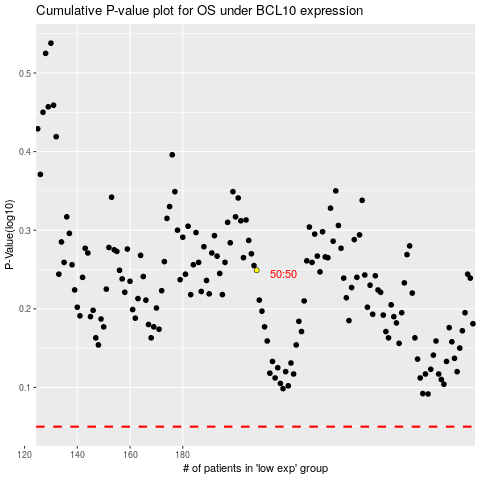 Cumulative P-value plot for OS under BCL10 expression
P-Value(log10)
0.5
0.4
0.3
0.2
0.1
50:50
120 140 160 180
# of patients in 'low exp' group